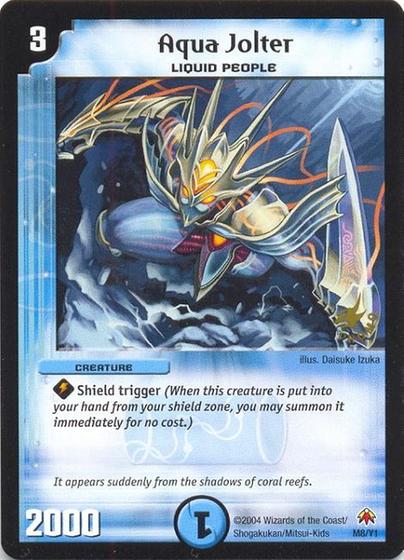 3
Aqua Jolter
LIQUID PEOPLE
illus. Daisuke Izuka
CREATURE
Shield trigger (When this creature is put into
your hand from your shield zone, you may summon it
immediately for no cost.)
It appears suddenly from the shadows of coral reefs.
2000
1
©2004 Wizards of the Coast/
Shogakukan/Mitsui-Kids
M8/Y1